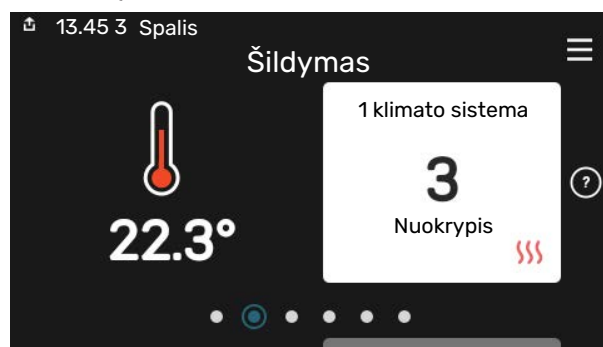 13.45 3 Spalis
Šildymas
1 klimato sistema
3
Nuokrypis
22.3°
?